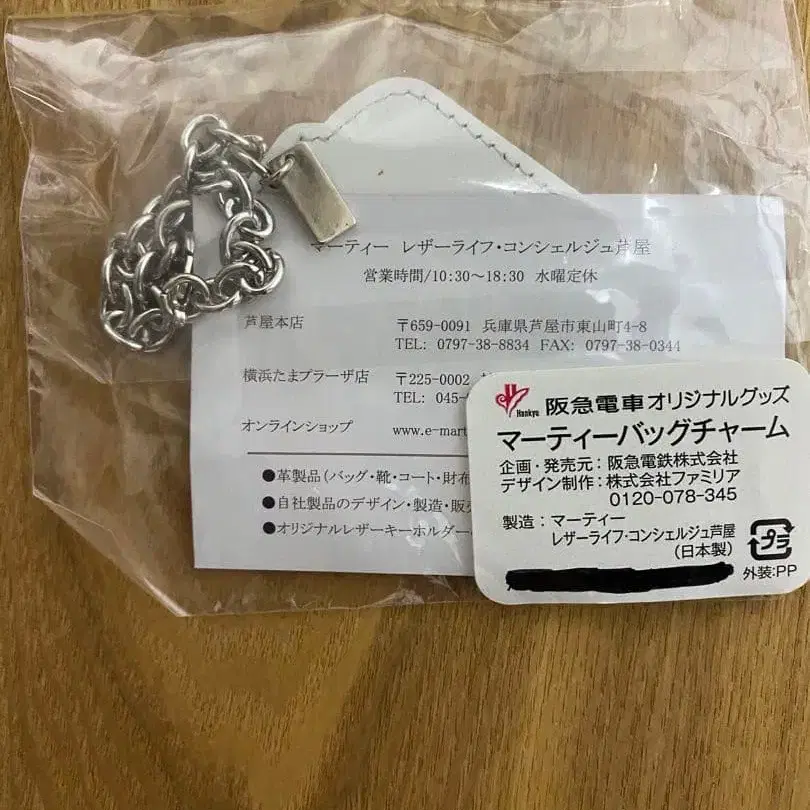 マーティー レザーライフ・コンシェルジュ芦屋
営業時間/10:30～18:30 水曜定休
芦屋本店 〒659-0091 兵庫県芦屋市東山町4-8
TEL: 0797-38-8834 FAX: 0797-38-0344
横浜たまプラーザ店 〒225-0002
TEL: 045-
オンラインショップ www.e-mart
●革製品(バッグ・靴・コート・財布
●自社製品のデザイン・製造・販売
●オリジナルレザーキーホルダー
Hankyu 阪急電車オリジナルグッズ
マーティーバッグチャーム
企画・発売元：阪急電鉄株式会社
デザイン制作：株式会社ファミリア
0120-078-345
製造：マーティー
レザーライフ・コンシェルジュ芦屋
(日本製)
プラ
外装:PP